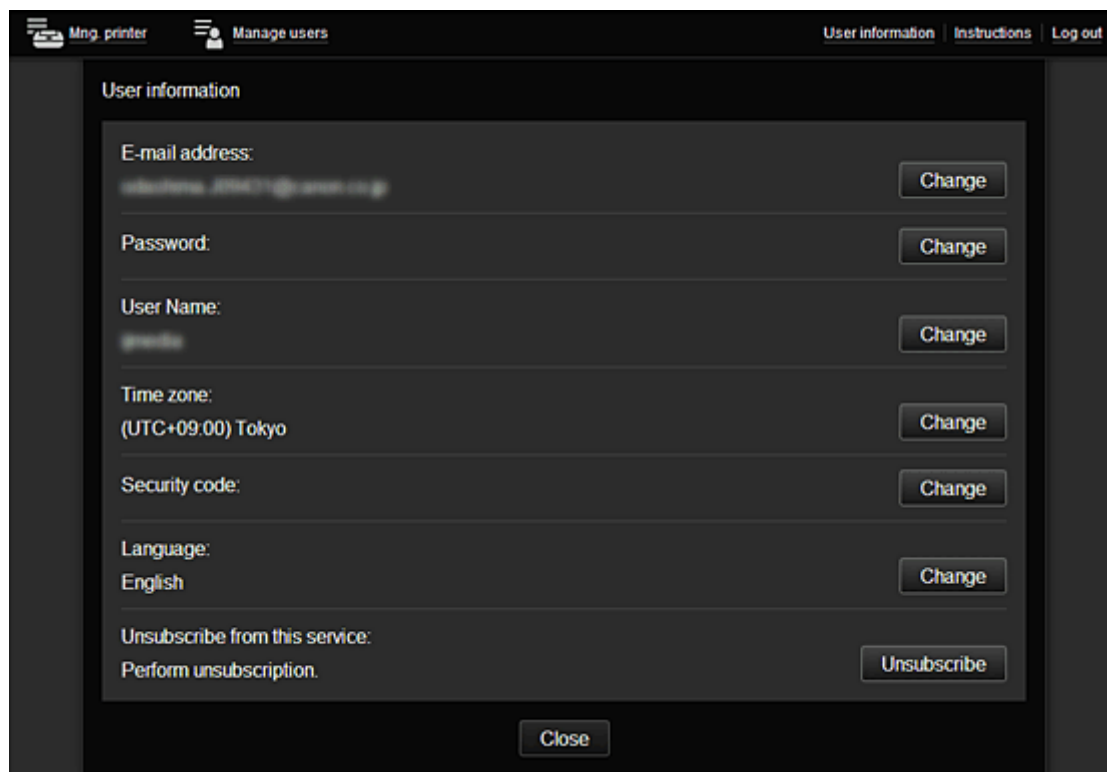 Mng. printer Manage users User information Instructions Log out
User information
E-mail address:
Change
Password:
Change
User Name:
Change
Time zone:
(UTC+09:00) Tokyo
Change
Security code:
Change
Language:
English
Change
Unsubscribe from this service:
Perform unsubscription.
Unsubscribe
Close